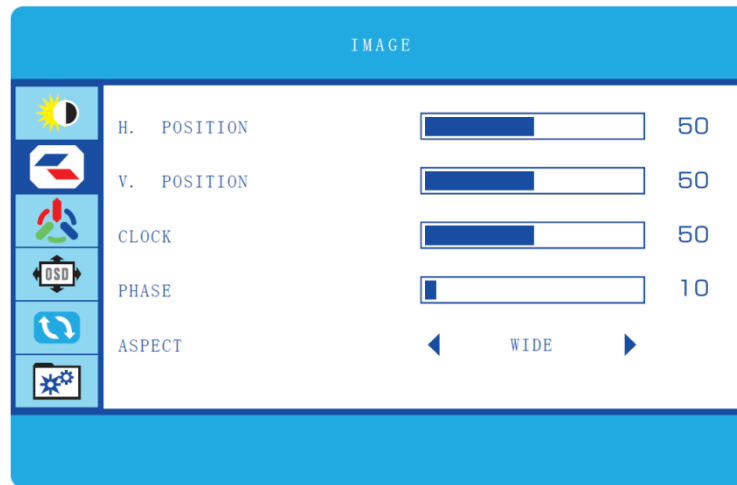 IMAGE
H. POSITION 50
V. POSITION 50
CLOCK 50
PHASE 10
OSD
ASPECT WIDE